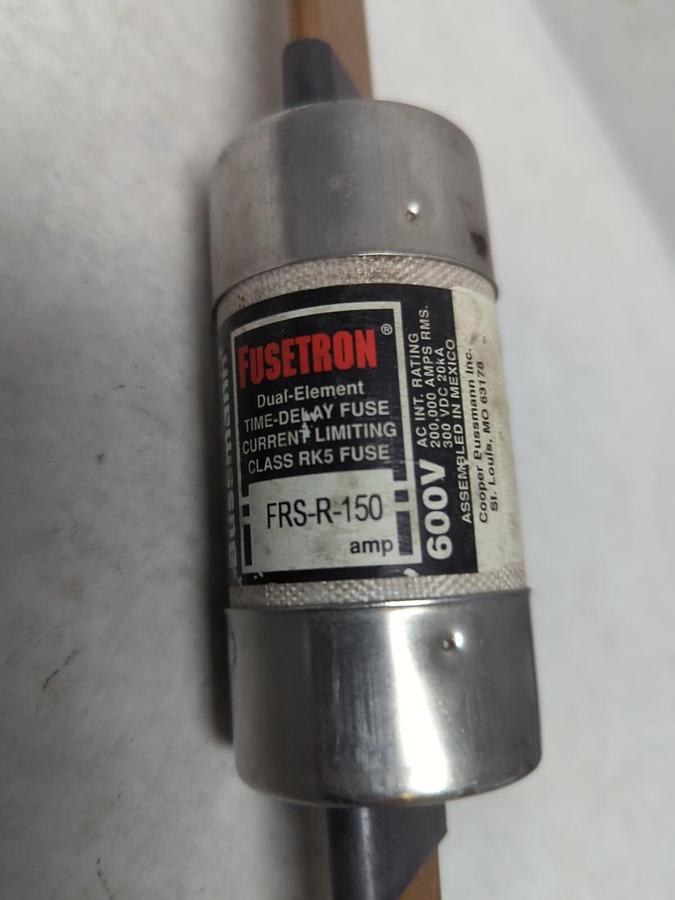 Bussmann
FUSETRON®
Dual-Element
TIME-DELAY FUSE
CURRENT LIMITING
CLASS RK5 FUSE
FRS-R-150
amp
600V
AC INT. RATING
200,000 AMPS RMS.
300 VDC 20kA
ASSEMBLED IN MEXICO
Cooper Bussmann Inc.
St. Louis, MO 63178